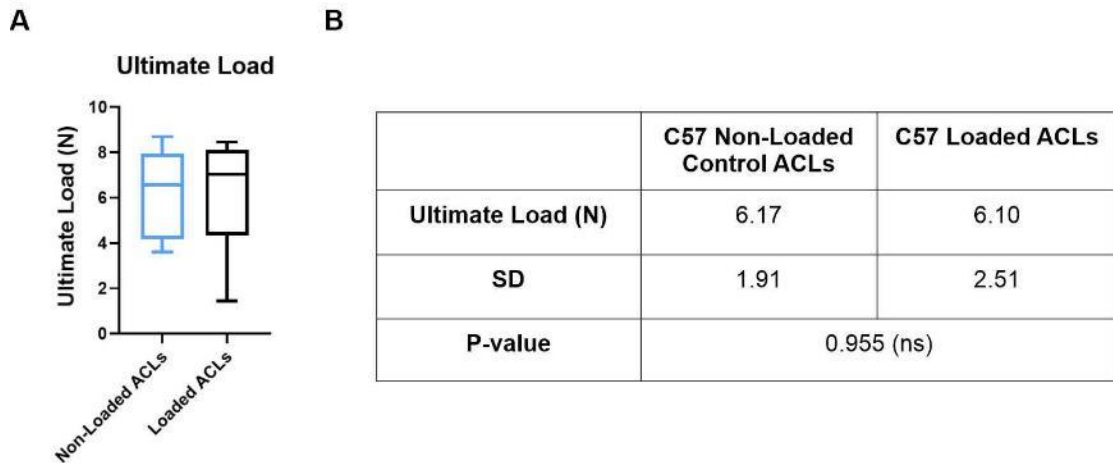 A
B
Ultimate Load
Ultimate Load (N)
10
8
6
4
2
0
Non-Loaded ACLs
Loaded ACLs
C57 Non-Loaded
Control ACLs
C57 Loaded ACLs
Ultimate Load (N)
6.17
6.10
SD
1.91
2.51
P-value
0.955 (ns)